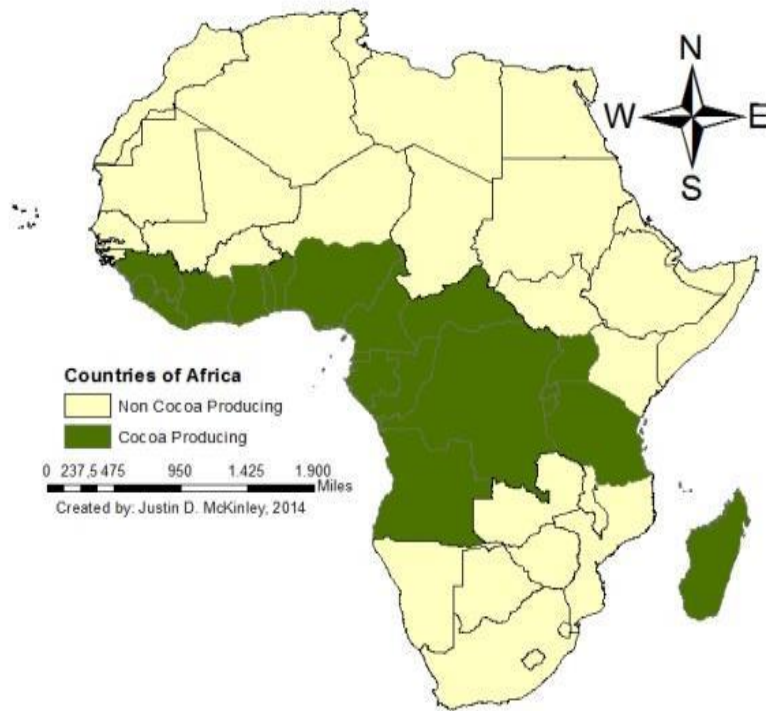 N
W E
S
Countries of Africa
Non Cocoa Producing
Cocoa Producing
0 237,5 475 950 1.425 1.900
Miles
Created by: Justin D. McKinley, 2014